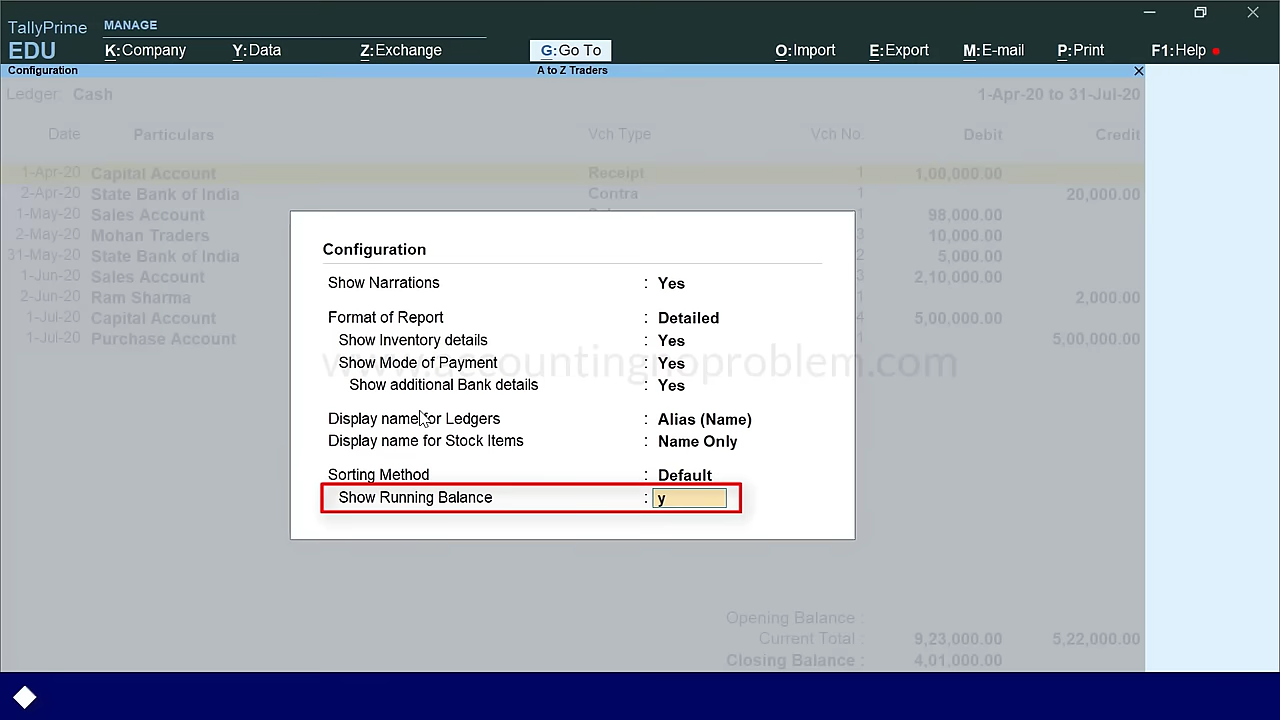 TallyPrime MANAGE
EDU K:Company Y:Data Z:Exchange G:Go To O:Import E:Export M:E-mail P:Print F1:Help
Configuration A to Z Traders
Ledger: Cash 1-Apr-20 to 31-Jul-20
Date Particulars Vch Type Vch No. Debit Credit
1-Apr-20 Capital Account Receipt 1 1,00,000.00
2-Apr-20 State Bank of India Contra 1 20,000.00
1-May-20 Sales Account 1 98,000.00
2-May-20 Mohan Traders 3 10,000.00
31-May-20 State Bank of India 2 5,000.00
1-Jun-20 Sales Account 3 2,10,000.00
2-Jun-20 Ram Sharma 1 2,000.00
1-Jul-20 Capital Account 4 5,00,000.00
1-Jul-20 Purchase Account 1 5,00,000.00
Configuration
Show Narrations : Yes
Format of Report : Detailed
Show Inventory details : Yes
Show Mode of Payment : Yes
Show additional Bank details : Yes
Display name for Ledgers : Alias (Name)
Display name for Stock Items : Name Only
Sorting Method : Default
Show Running Balance : y
www.accountingnoproblem.com
Opening Balance :
Current Total : 9,23,000.00 5,22,000.00
Closing Balance : 4,01,000.00